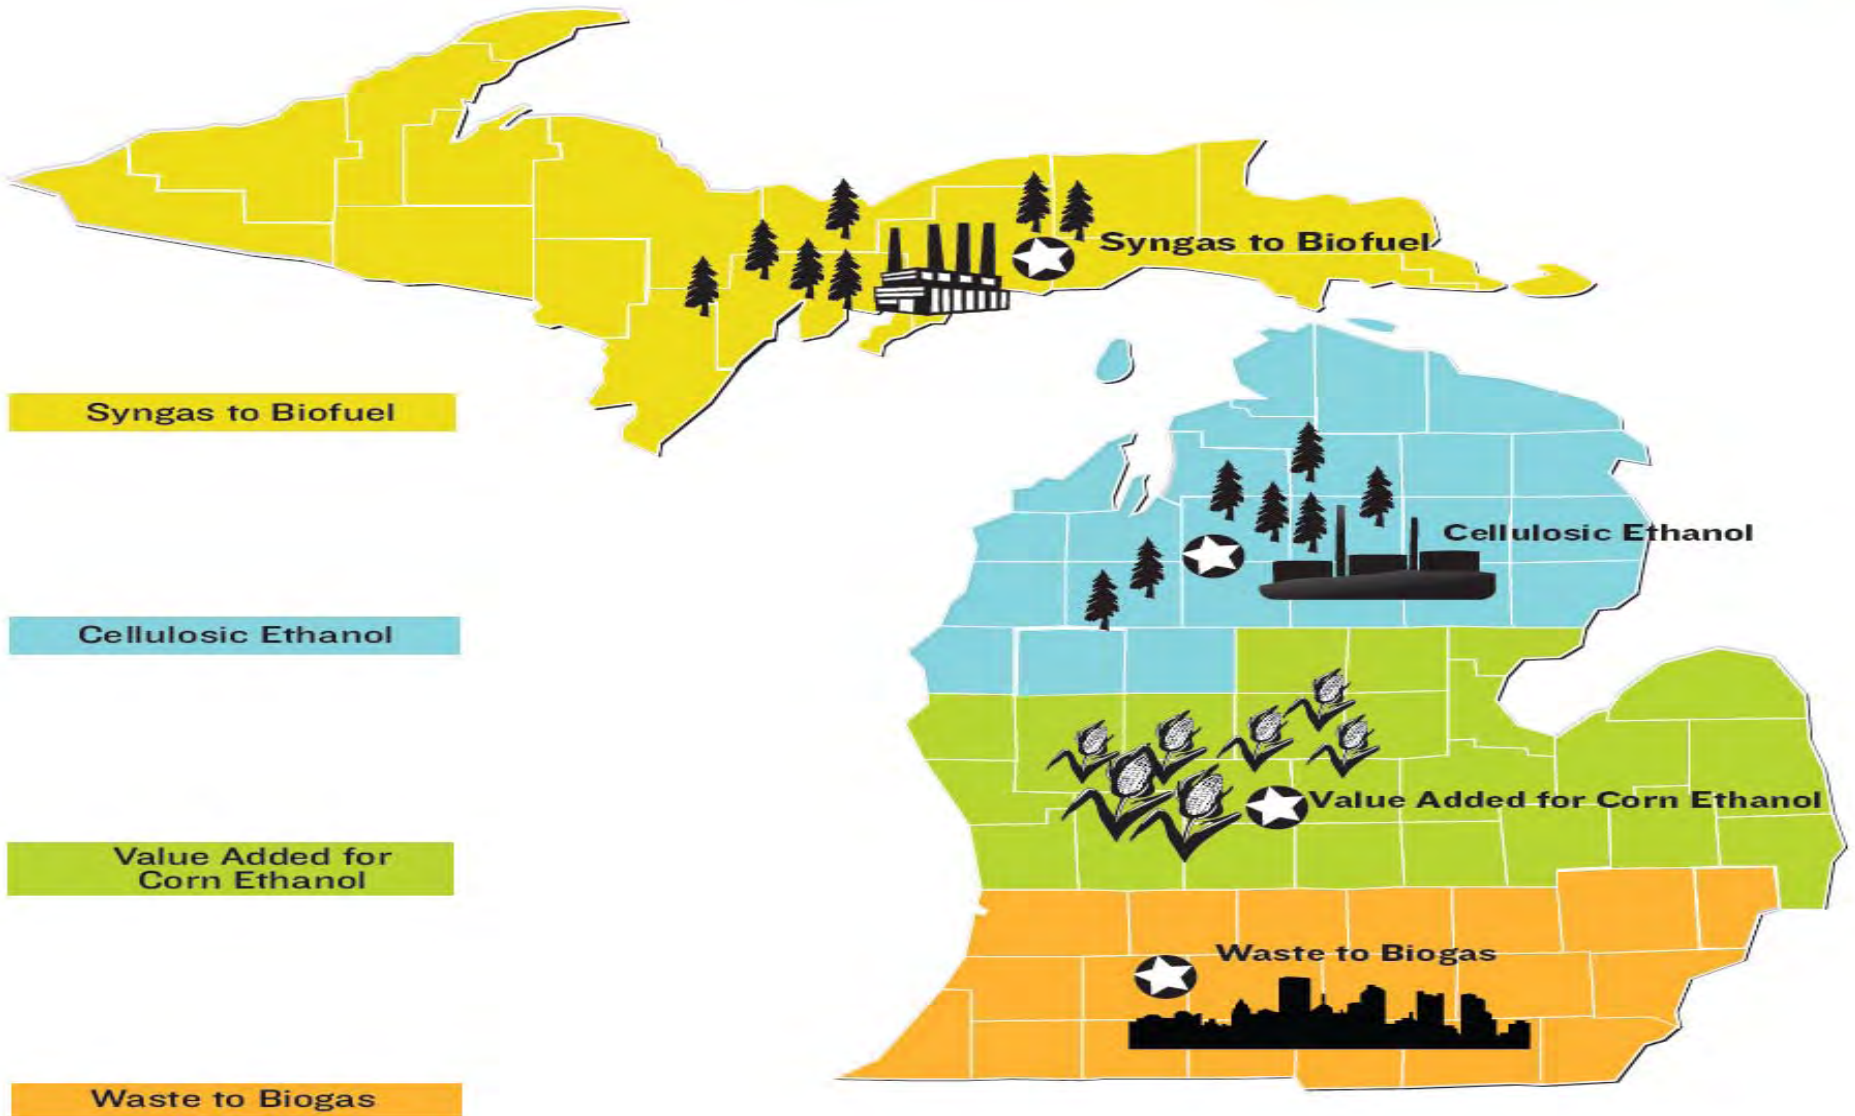 Syngas to Biofuel
Syngas to Biofuel
Cellulosic Ethanol
Cellulosic Ethanol
Value Added for Corn Ethanol
Value Added for
Corn Ethanol
Waste to Biogas
Waste to Biogas